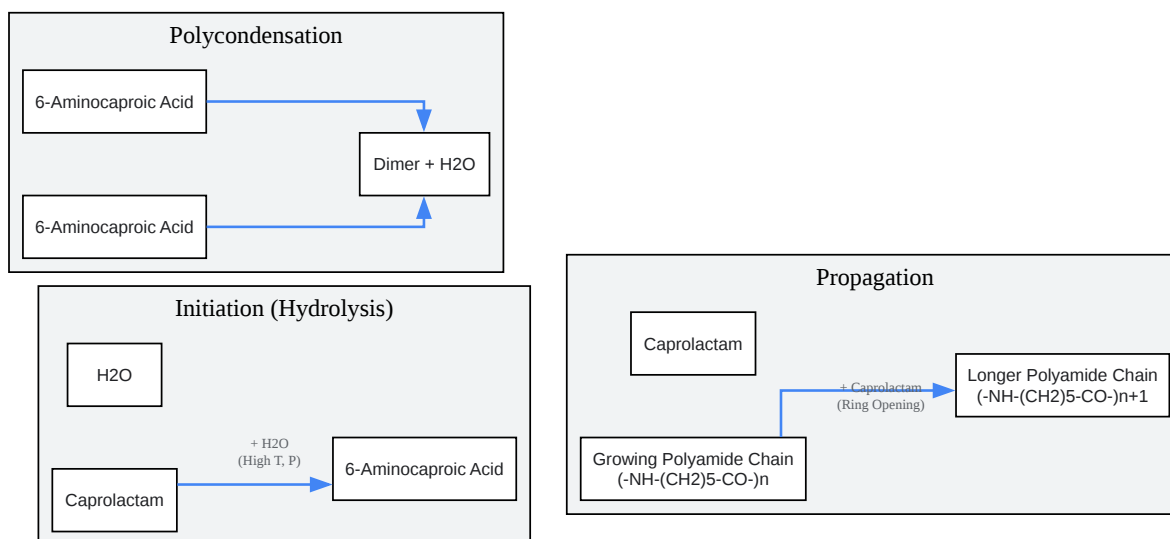 Polycondensation
6-Aminocaproic Acid
Dimer + H2O
6-Aminocaproic Acid
Initiation (Hydrolysis)
H2O
+ H2O
(High T, P)
6-Aminocaproic Acid
Caprolactam
Propagation
Caprolactam
+ Caprolactam
(Ring Opening)
Longer Polyamide Chain
(-NH-(CH2)5-CO-)n+1
Growing Polyamide Chain
(-NH-(CH2)5-CO-)n